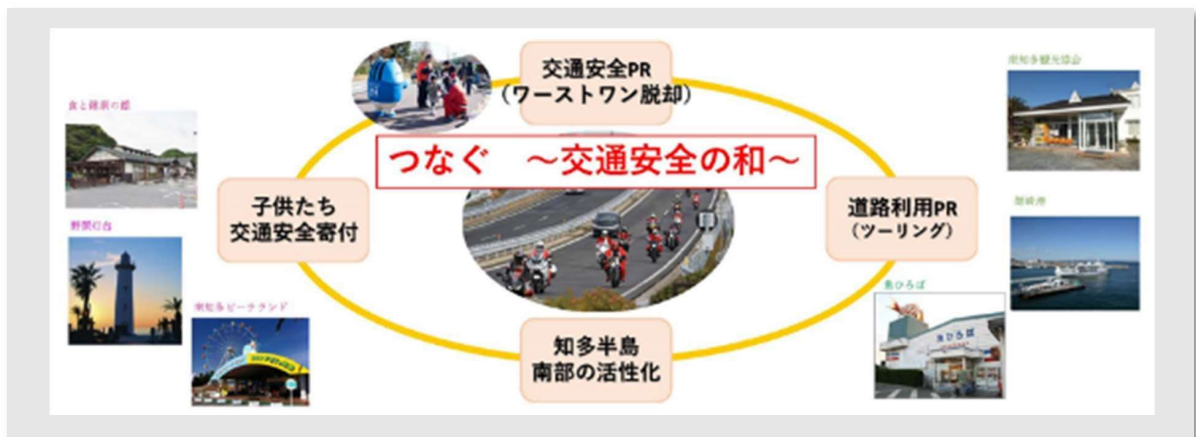 交通安全PR
（ワーストワン脱却）
つなぐ　～交通安全の和～
子供たち
交通安全寄付
道路利用PR
（ツーリング）
知多半島
南部の活性化
食と健康の館
野間灯台
南知多ビーチランド
南知多観光協会
師崎港
魚ひろば
魚ひろば